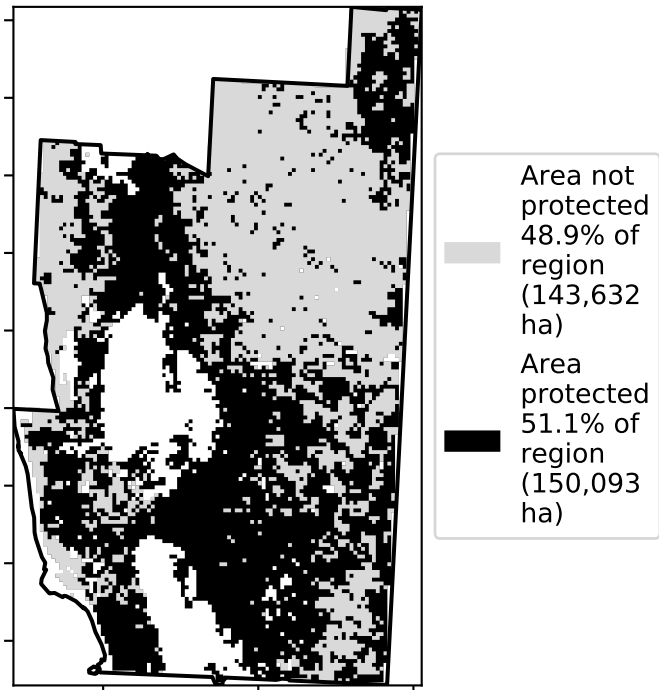 Area not
protected
48.9% of
region
(143,632
ha)
Area
protected
51.1% of
region
(150,093
ha)